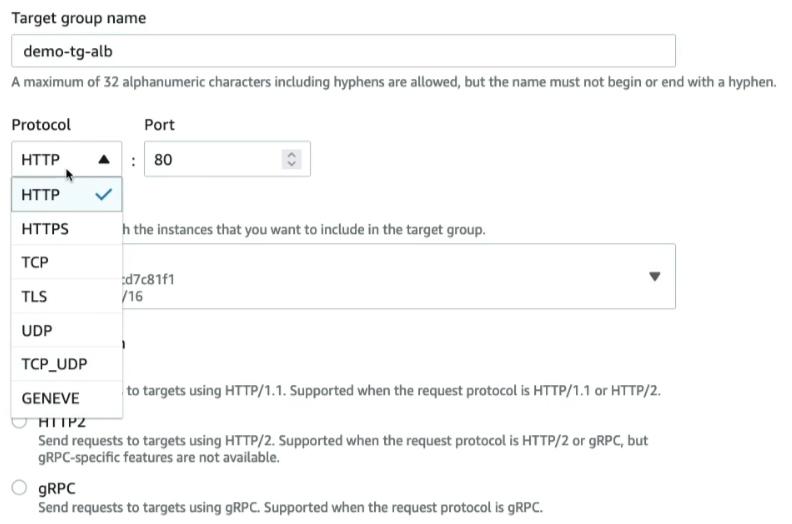 Target group name
demo-tg-alb
A maximum of 32 alphanumeric characters including hyphens are allowed, but the name must not begin or end with a hyphen.
Protocol Port
HTTP : 80
HTTP
HTTPS
h the instances that you want to include in the target group.
TCP
:d7c81f1
TLS
/16
UDP
TCP_UDP
to targets using HTTP/1.1. Supported when the request protocol is HTTP/1.1 or HTTP/2.
GENEVE
HTTP2
Send requests to targets using HTTP/2. Supported when the request protocol is HTTP/2 or gRPC, but
gRPC-specific features are not available.
gRPC
Send requests to targets using gRPC. Supported when the request protocol is gRPC.